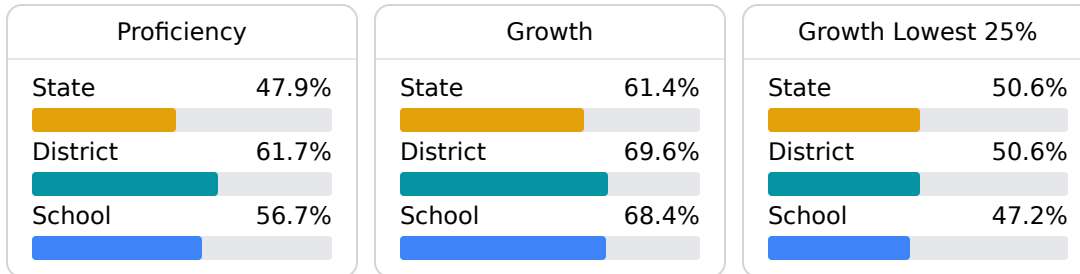 Proficiency
State 47.9%
District 61.7%
School 56.7%
Growth
State 61.4%
District 69.6%
School 68.4%
Growth Lowest 25%
State 50.6%
District 50.6%
School 47.2%